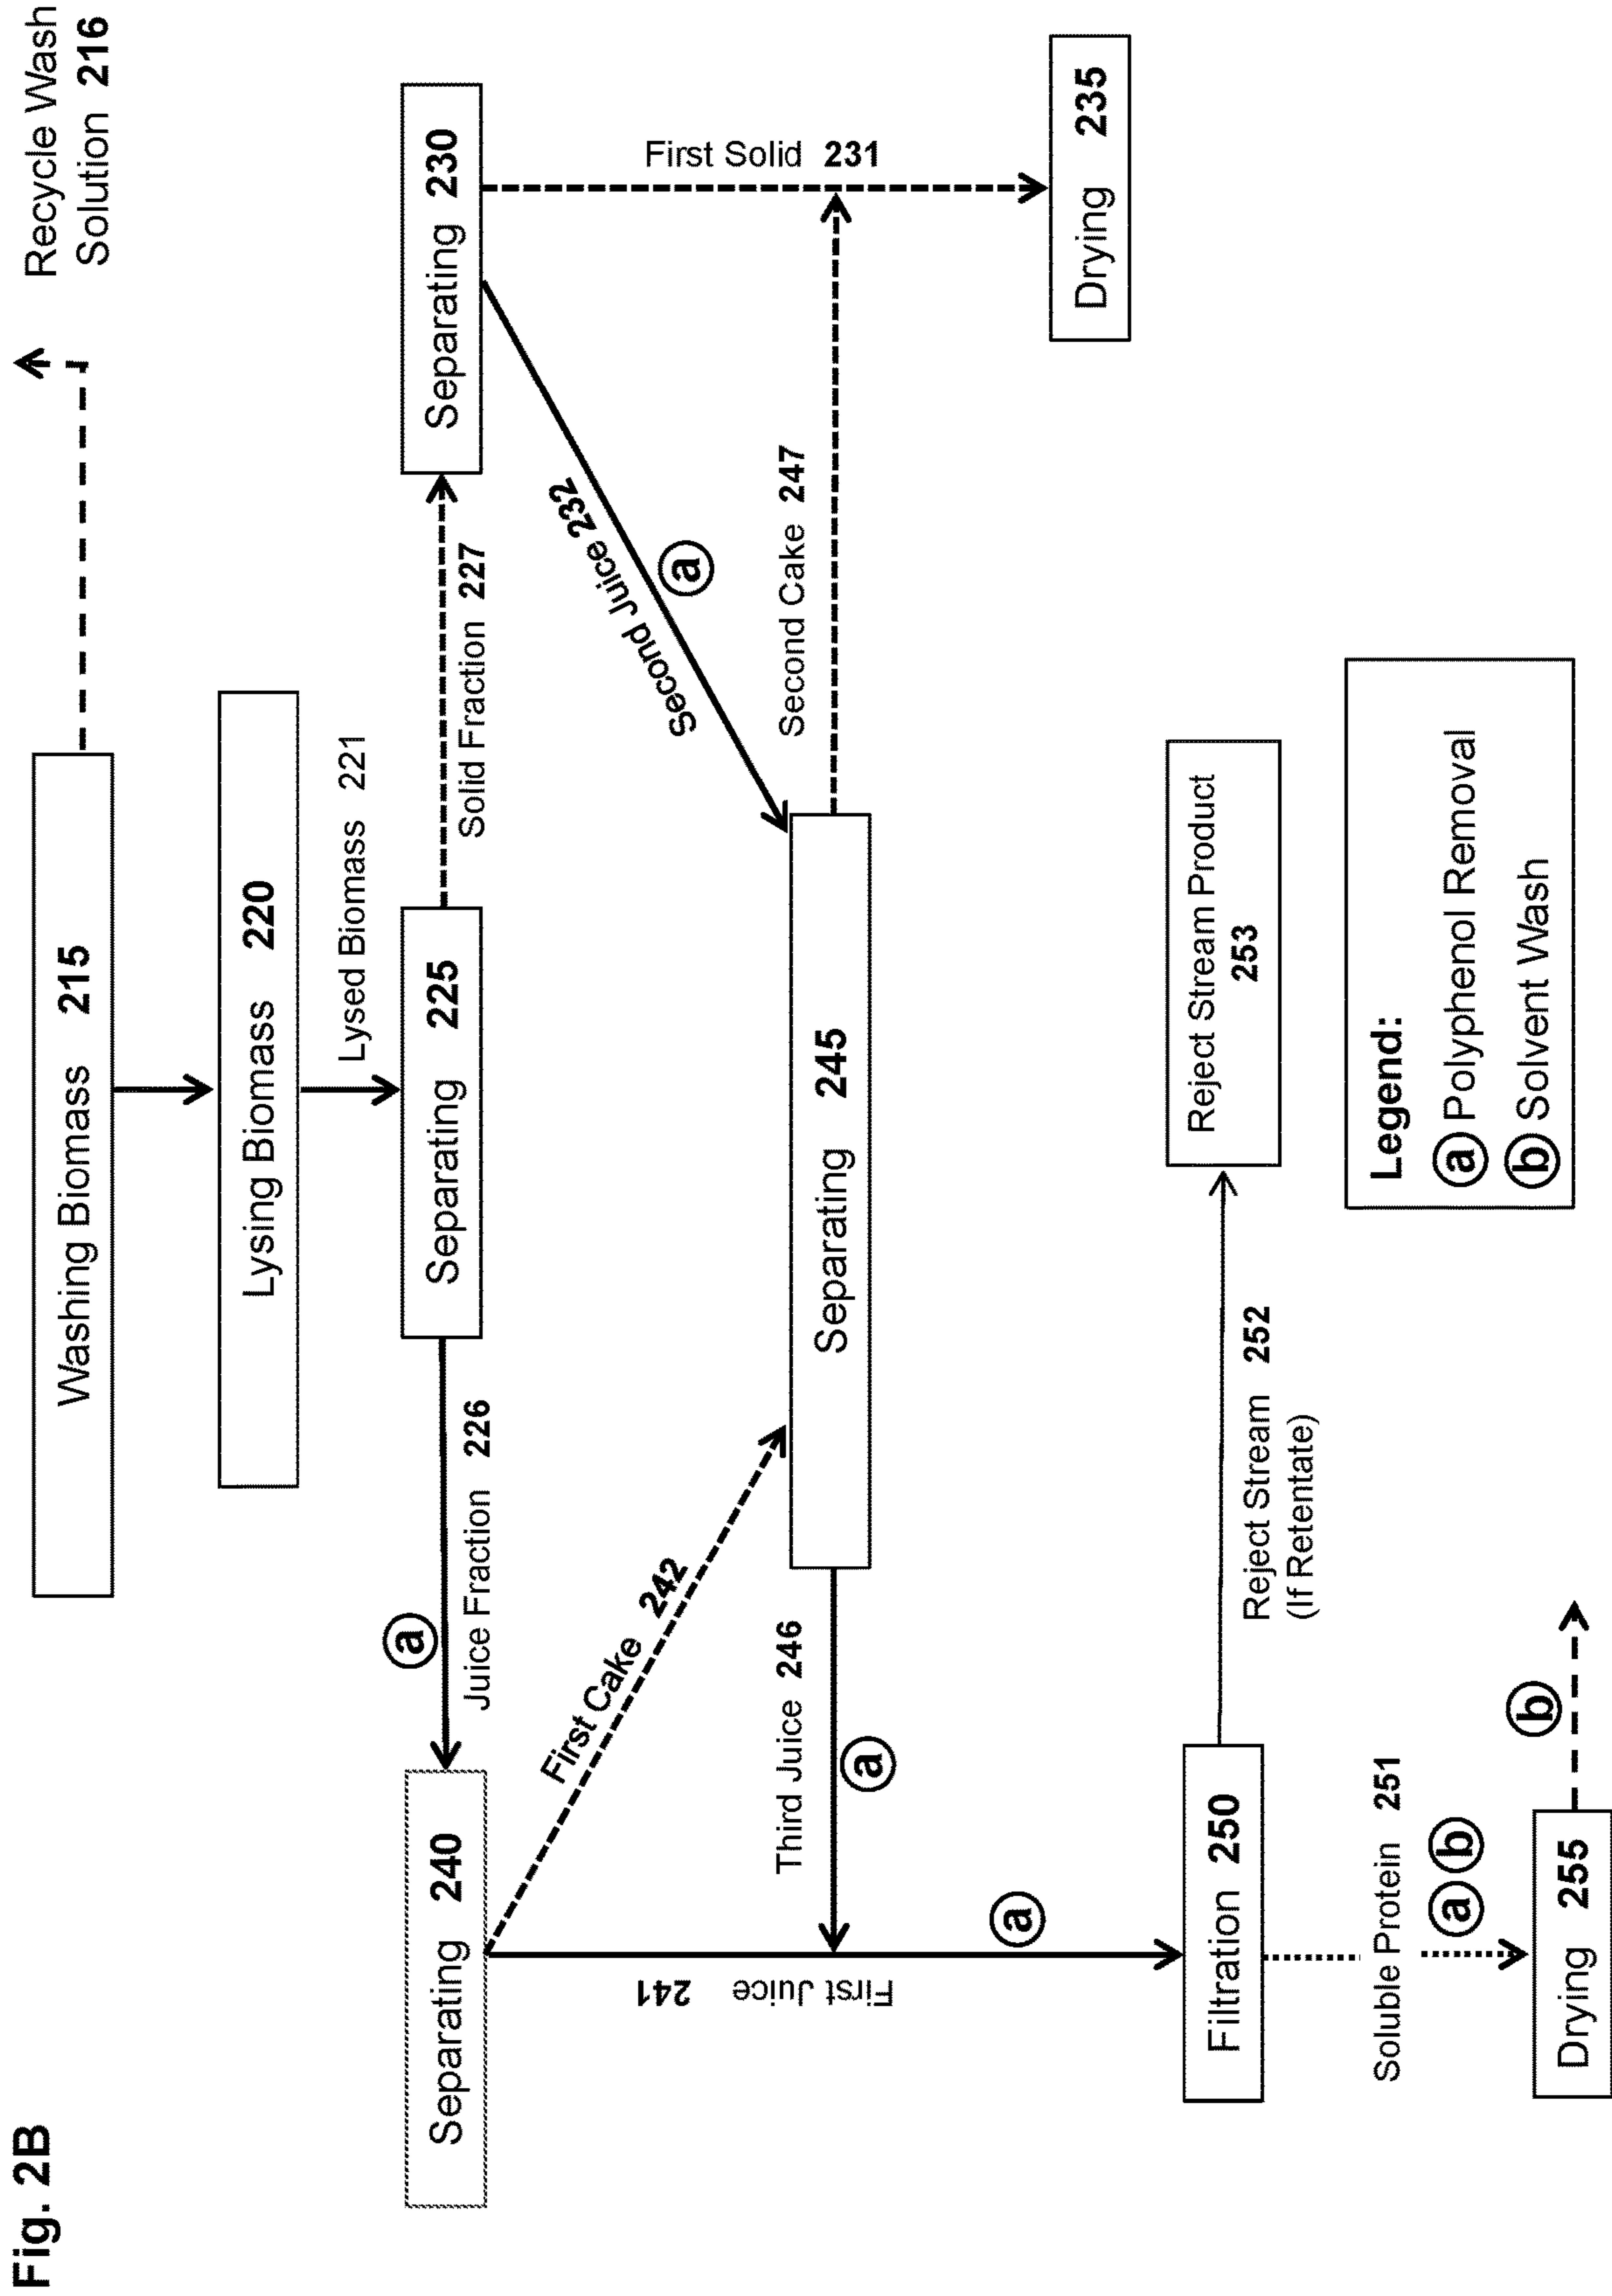 Fig. 2B
Washing Biomass 215
Recycle Wash
Solution 216
Lysing Biomass 220
Lysed Biomass 221
Separating 240
Juice Fraction 226
a
Separating 225
Solid Fraction 227
Separating 230
First Cake 242
Second Juice 232
a
First Solid 231
First Juice 241
Third Juice 246
a
Separating 245
Second Cake 247
a
Drying 235
Filtration 250
Reject Stream 252
(If Retentate)
Reject Stream Product
253
Soluble Protein 251
a b
Drying 255
b
Legend:
a Polyphenol Removal
b Solvent Wash